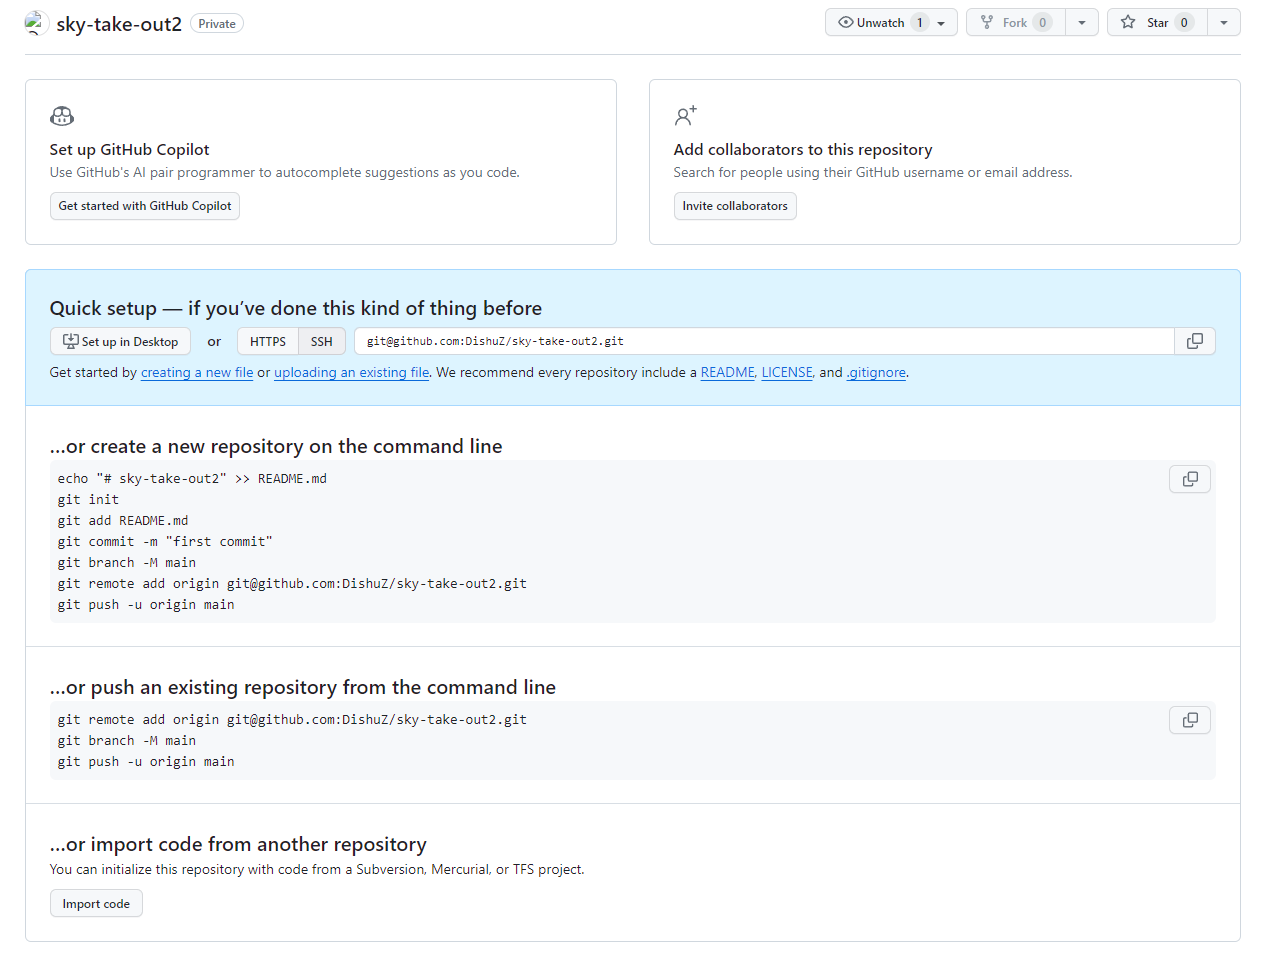 sky-take-out2 Private Unwatch 1 Fork 0 Star 0
Set up GitHub Copilot
Use GitHub's AI pair programmer to autocomplete suggestions as you code.
Get started with GitHub Copilot
Add collaborators to this repository
Search for people using their GitHub username or email address.
Invite collaborators
Quick setup — if you’ve done this kind of thing before
Set up in Desktop or HTTPS SSH git@github.com:DishuZ/sky-take-out2.git
Get started by creating a new file or uploading an existing file. We recommend every repository include a README, LICENSE, and .gitignore.
…or create a new repository on the command line
echo "# sky-take-out2" >> README.md
git init
git add README.md
git commit -m "first commit"
git branch -M main
git remote add origin git@github.com:DishuZ/sky-take-out2.git
git push -u origin main
…or push an existing repository from the command line
git remote add origin git@github.com:DishuZ/sky-take-out2.git
git branch -M main
git push -u origin main
…or import code from another repository
You can initialize this repository with code from a Subversion, Mercurial, or TFS project.
Import code